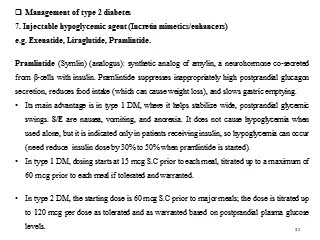 ❑ Management of type 2 diabetes
7. Injectable hypoglycemic agent (Incretin mimetics/enhancers)
e.g. Exenatide, Liraglutide, Pramlintide.
Pramlintide (Symlin) (analogus): synthetic analog of amylin, a neurohormone co-secreted
from β-cells with insulin. Pramlintide suppresses inappropriately high postprandial glucagon
secretion, reduces food intake (which can cause weight loss), and slows gastric emptying.
• Its main advantage is in type 1 DM, where it helps stabilize wide, postprandial glycemic
swings. S/E are nausea, vomiting, and anorexia. It does not cause hypoglycemia when
used alone, but it is indicated only in patients receiving insulin, so hypoglycemia can occur
(need reduce insulin dose by 30% to 50% when pramlintide is started).
• In type 1 DM, dosing starts at 15 mcg S.C prior to each meal, titrated up to a maximum of
60 mcg prior to each meal if tolerated and warranted.
• In type 2 DM, the starting dose is 60 mcg S.C prior to major meals; the dose is titrated up
to 120 mcg per dose as tolerated and as warranted based on postprandial plasma glucose
levels.